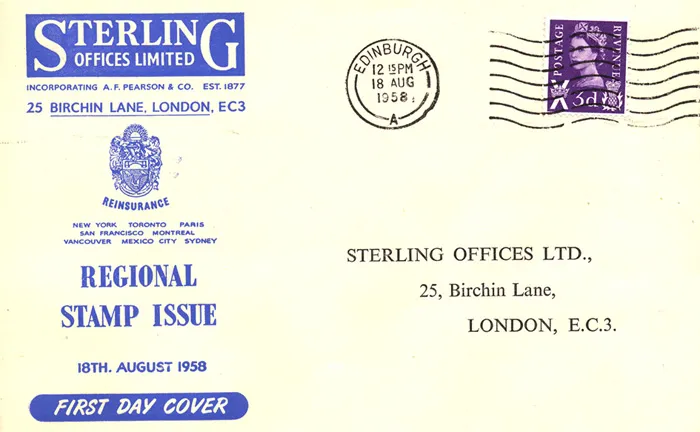 STERLING
OFFICES LIMITED
INCORPORATING A. F. PEARSON & CO. EST. 1877
25 BIRCHIN LANE, LONDON, EC3
REINSURANCE
NEW YORK TORONTO PARIS
SAN FRANCISCO MONTREAL
VANCOUVER MEXICO CITY SYDNEY
REGIONAL
STAMP ISSUE
18TH. AUGUST 1958
FIRST DAY COVER
EDINBURGH
12 15PM
18 AUG
1958
A
POSTAGE
REVENUE
3d
STERLING OFFICES LTD.,
25, Birchin Lane,
LONDON, E.C.3.